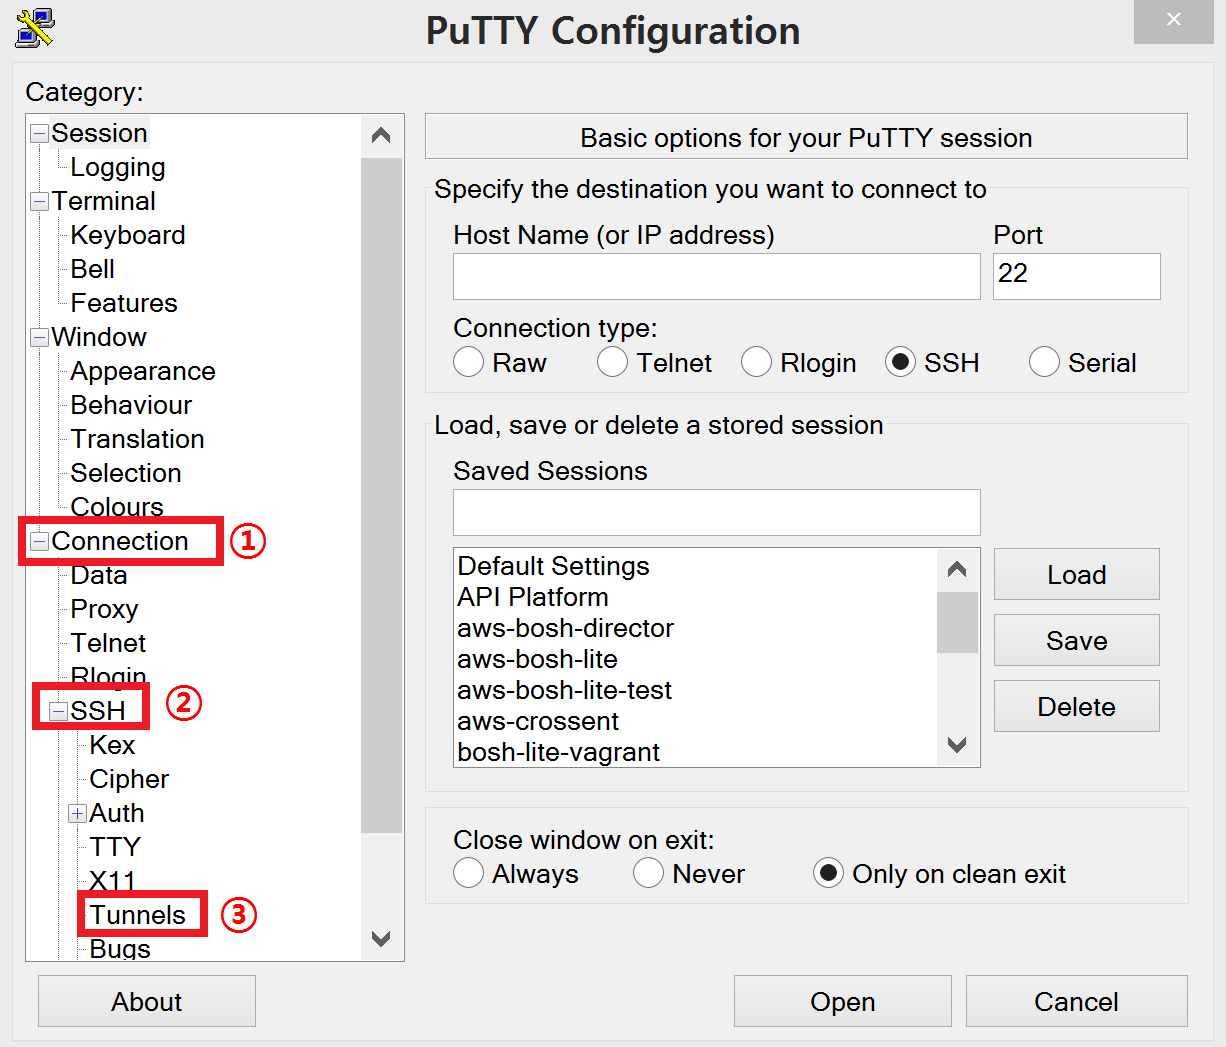 PuTTY Configuration
Category:
Session
Logging
Terminal
Keyboard
Bell
Features
Window
Appearance
Behaviour
Translation
Selection
Colours
Connection ①
Data
Proxy
Telnet
Rlogin
SSH ②
Kex
Cipher
Auth
TTY
X11
Tunnels ③
Bugs
Basic options for your PuTTY session
Specify the destination you want to connect to
Host Name (or IP address) Port
22
Connection type:
Raw Telnet Rlogin SSH Serial
Load, save or delete a stored session
Saved Sessions
Default Settings
API Platform
aws-bosh-director
aws-bosh-lite
aws-bosh-lite-test
aws-crossent
bosh-lite-vagrant
Load
Save
Delete
Close window on exit:
Always Never Only on clean exit
About Open Cancel